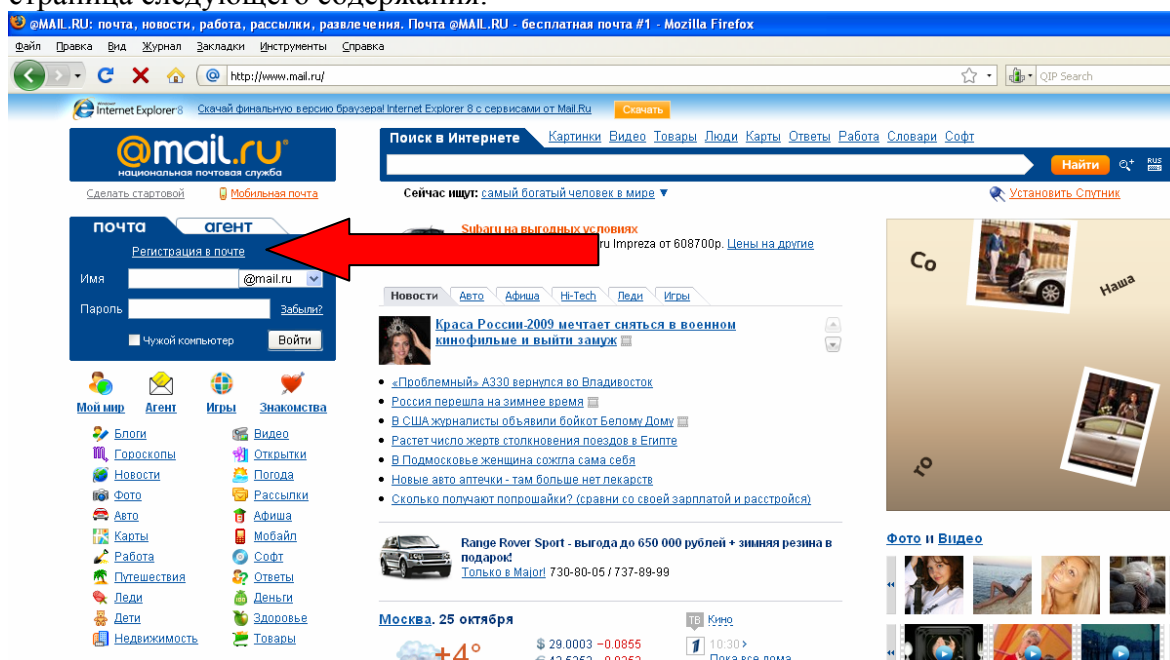 страница следующего содержания:
@MAIL.RU: почта, новости, работа, рассылки, развлечения. Почта @MAIL.RU - бесплатная почта #1 - Mozilla Firefox
Файл Правка Вид Журнал Закладки Инструменты Справка
http://www.mail.ru/
QIP Search
Internet Explorer 8 Скачай финальную версию браузера! Internet Explorer 8 с сервисами от Mail.Ru Скачать
@mail.ru
национальная почтовая служба
Поиск в Интернете Картинки Видео Товары Люди Карты Ответы Работа Словари Софт
Найти RUS
Сделать стартовой Мобильная почта
Сейчас ищут: самый богатый человек в мире ▼
Установить Спутник
почта агент
Регистрация в почте
Имя @mail.ru
Пароль Забыли?
Чужой компьютер Войти
Subaru на выгодных условиях
ru Impreza от 608700р. Цены на другие
Новости Авто Афиша Hi-Tech Леди Игры
Краса России-2009 мечтает сняться в военном
кинофильме и выйти замуж
«Проблемный» А330 вернулся во Владивосток
Россия перешла на зимнее время
В США журналисты объявили бойкот Белому Дому
Растет число жертв столкновения поездов в Египте
В Подмосковье женщина сожгла сама себя
Новые авто аптечки - там больше нет лекарств
Сколько получают попрошайки? (сравни со своей зарплатой и расстройся)
Со
Наша
го
Мой мир Агент Игры Знакомства
Блоги Видео
Гороскопы Открытки
Новости Погода
Фото Рассылки
Авто Афиша
Карты Мобайл
Работа Софт
Путешествия Ответы
Леди Деньги
Дети Здоровье
Недвижимость Товары
Range Rover Sport - выгода до 650 000 рублей + зимняя резина в
подарок!
Только в Major! 730-80-05 / 737-89-99
Фото и Видео
Москва. 25 октября
+4°
$ 29.0003 −0.0855
ТВ Кино
1 10:30 >
Пока все дома